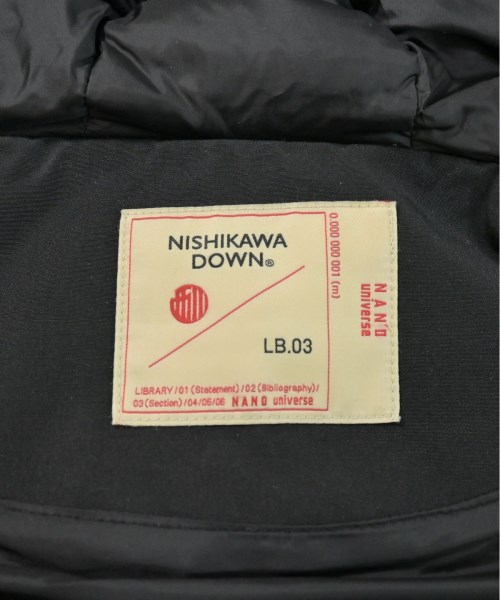 NISHIKAWA
DOWN®
LB.03
LIBRARY/01 (Statement)/02 (Bibliography)/
03 (Section)/04/05/06 NANO universe
0.000 000 001 (m)
NANO
universe